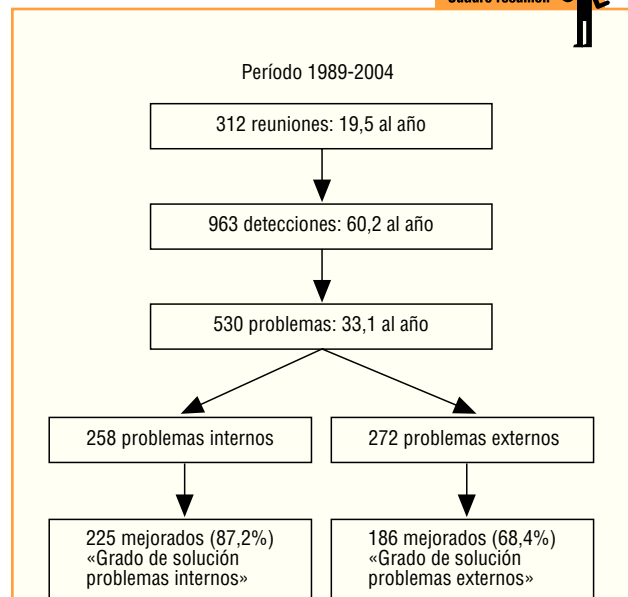 Cuadro resumen
Período 1989-2004
312 reuniones: 19,5 al año
963 detecciones: 60,2 al año
530 problemas: 33,1 al año
258 problemas internos
272 problemas externos
225 mejorados (87,2%)
«Grado de solución
problemas internos»
186 mejorados (68,4%)
«Grado de solución
problemas externos»